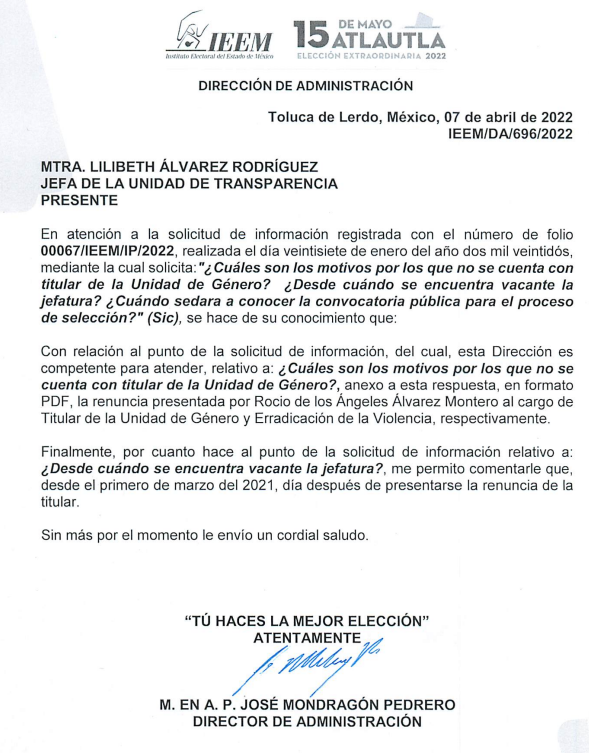 IEEM
Instituto Electoral del Estado de México
15 DE MAYO
ATLAUTLA
ELECCIÓN EXTRAORDINARIA 2022
DIRECCIÓN DE ADMINISTRACIÓN
Toluca de Lerdo, México, 07 de abril de 2022
IEEM/DA/696/2022
MTRA. LILIBETH ÁLVAREZ RODRÍGUEZ
JEFA DE LA UNIDAD DE TRANSPARENCIA
PRESENTE
En atención a la solicitud de información registrada con el número de folio
00067/IEEM/IP/2022, realizada el día veintisiete de enero del año dos mil veintidós,
mediante la cual solicita:"¿Cuáles son los motivos por los que no se cuenta con
titular de la Unidad de Género? ¿Desde cuándo se encuentra vacante la
jefatura? ¿Cuándo sedara a conocer la convocatoria pública para el proceso
de selección?" (Sic), se hace de su conocimiento que:
Con relación al punto de la solicitud de información, del cual, esta Dirección es
competente para atender, relativo a: ¿Cuáles son los motivos por los que no se
cuenta con titular de la Unidad de Género?, anexo a esta respuesta, en formato
PDF, la renuncia presentada por Rocio de los Ángeles Álvarez Montero al cargo de
Titular de la Unidad de Género y Erradicación de la Violencia, respectivamente.
Finalmente, por cuanto hace al punto de la solicitud de información relativo a:
¿Desde cuándo se encuentra vacante la jefatura?, me permito comentarle que,
desde el primero de marzo del 2021, día después de presentarse la renuncia de la
titular.
Sin más por el momento le envío un cordial saludo.
“TÚ HACES LA MEJOR ELECCIÓN”
ATENTAMENTE
M. EN A. P. JOSÉ MONDRAGÓN PEDRERO
DIRECTOR DE ADMINISTRACIÓN